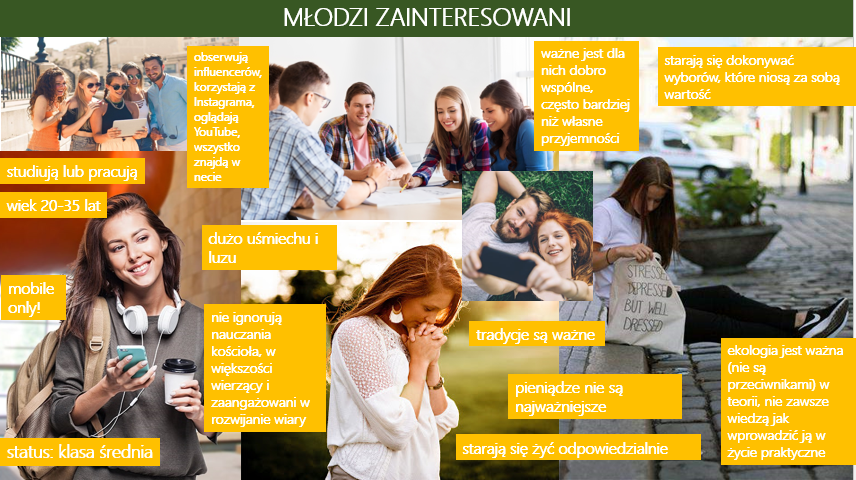 MŁODZI ZAINTERESOWANI
obserwują
influencerów,
korzystają z
Instagrama,
oglądają
YouTube,
wszystko
znajdą w
necie
ważne jest dla
nich dobro
wspólne,
często bardziej
niż własne
przyjemności
starają się dokonywać
wyborów, które niosą za sobą
wartość
studiują lub pracują
wiek 20-35 lat
dużo uśmiechu i
luzu
mobile
only!
nie ignorują
nauczania
kościoła, w
większości
wierzący i
zaangażowani w
rozwijanie wiary
STRESSED
DEPRESSED
BUT WELL
DRESSED
tradycje są ważne
pieniądze nie są
najważniejsze
ekologia jest ważna
(nie są
przeciwnikami) w
teorii, nie zawsze
wiedzą jak
wprowadzić ją w
życie praktyczne
starają się żyć odpowiedzialnie
status: klasa średnia